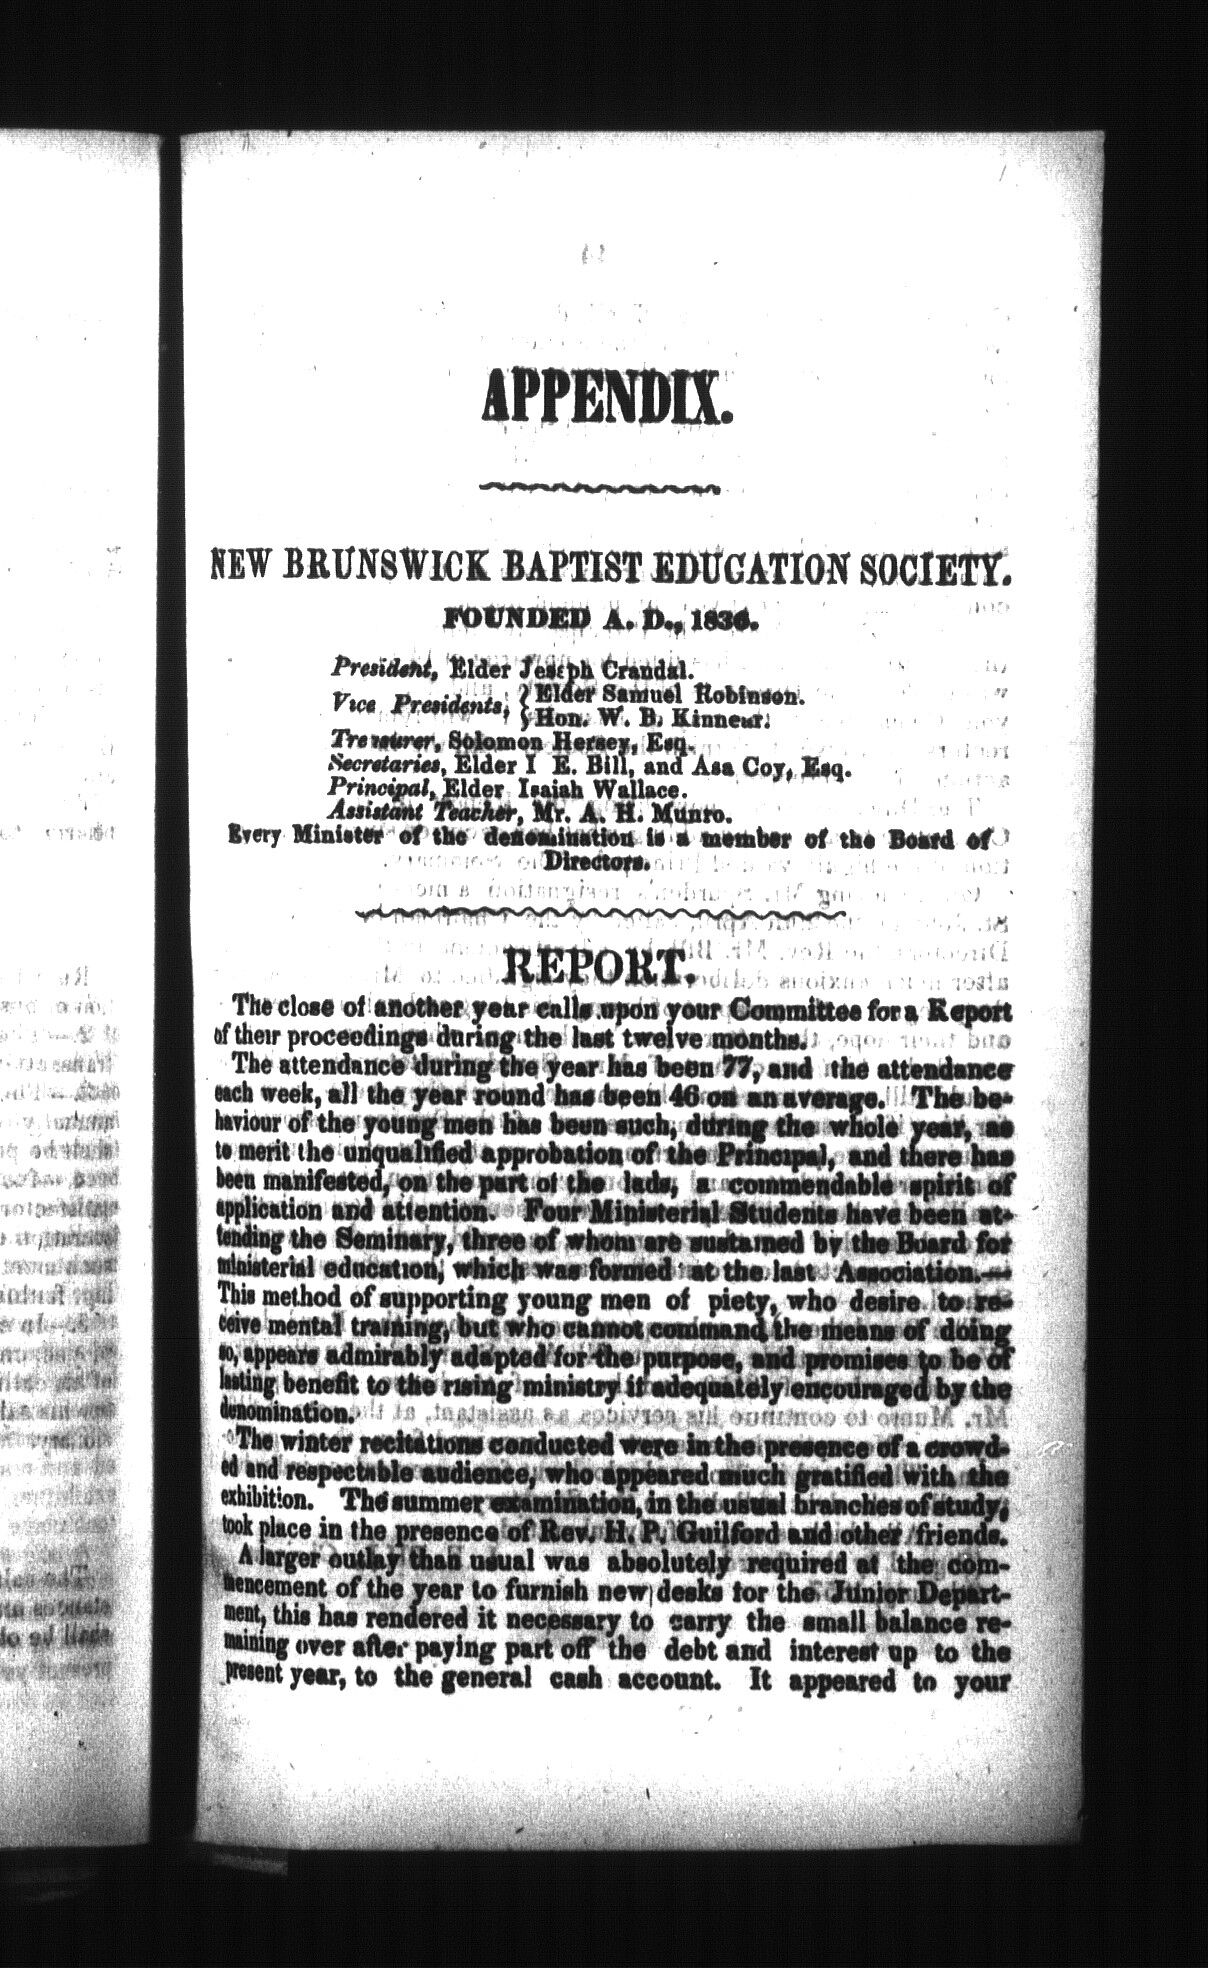 APPENDIX.
NEW BRUNSWICK BAPTIST EDUCATION SOCIETY.
FOUNDED A. D., 1836.
President, Elder Joseph Crandal.
Vice Presidents, { Elder Samuel Robinson.
{ Hon. W. B. Kinnear.
Treasurer, Solomon Hersey, Esq.
Secretaries, Elder I E. Bill, and Asa Coy, Esq.
Principal, Elder Isaiah Wallace.
Assistant Teacher, Mr. A. H. Munro.
Every Minister of the denomination is a member of the Board of
Directors.
REPORT.
The close of another year calls upon your Committee for a Report
of their proceedings during the last twelve months.
The attendance during the year has been 77, and the attendance
each week, all the year round has been 46 on an average. The be-
haviour of the young men has been such, during the whole year, as
to merit the unqualified approbation of the Principal, and there has
been manifested, on the part of the lads, a commendable spirit of
application and attention. Four Ministerial Students have been at-
tending the Seminary, three of whom are sustained by the Board for
ministerial education, which was formed at the last Association.—
This method of supporting young men of piety, who desire to re-
ceive mental training, but who cannot command the means of doing
so, appears admirably adapted for the purpose, and promises to be of
lasting benefit to the rising ministry if adequately encouraged by the
denomination.
The winter recitations conducted were in the presence of a crowd-
ed and respectable audience, who appeared much gratified with the
exhibition. The summer examination, in the usual branches of study,
took place in the presence of Rev. H. P. Guilford and other friends.
A larger outlay than usual was absolutely required at the com-
mencement of the year to furnish new desks for the Junior Depart-
ment, this has rendered it necessary to carry the small balance re-
maining over after paying part off the debt and interest up to the
present year, to the general cash account. It appeared to your